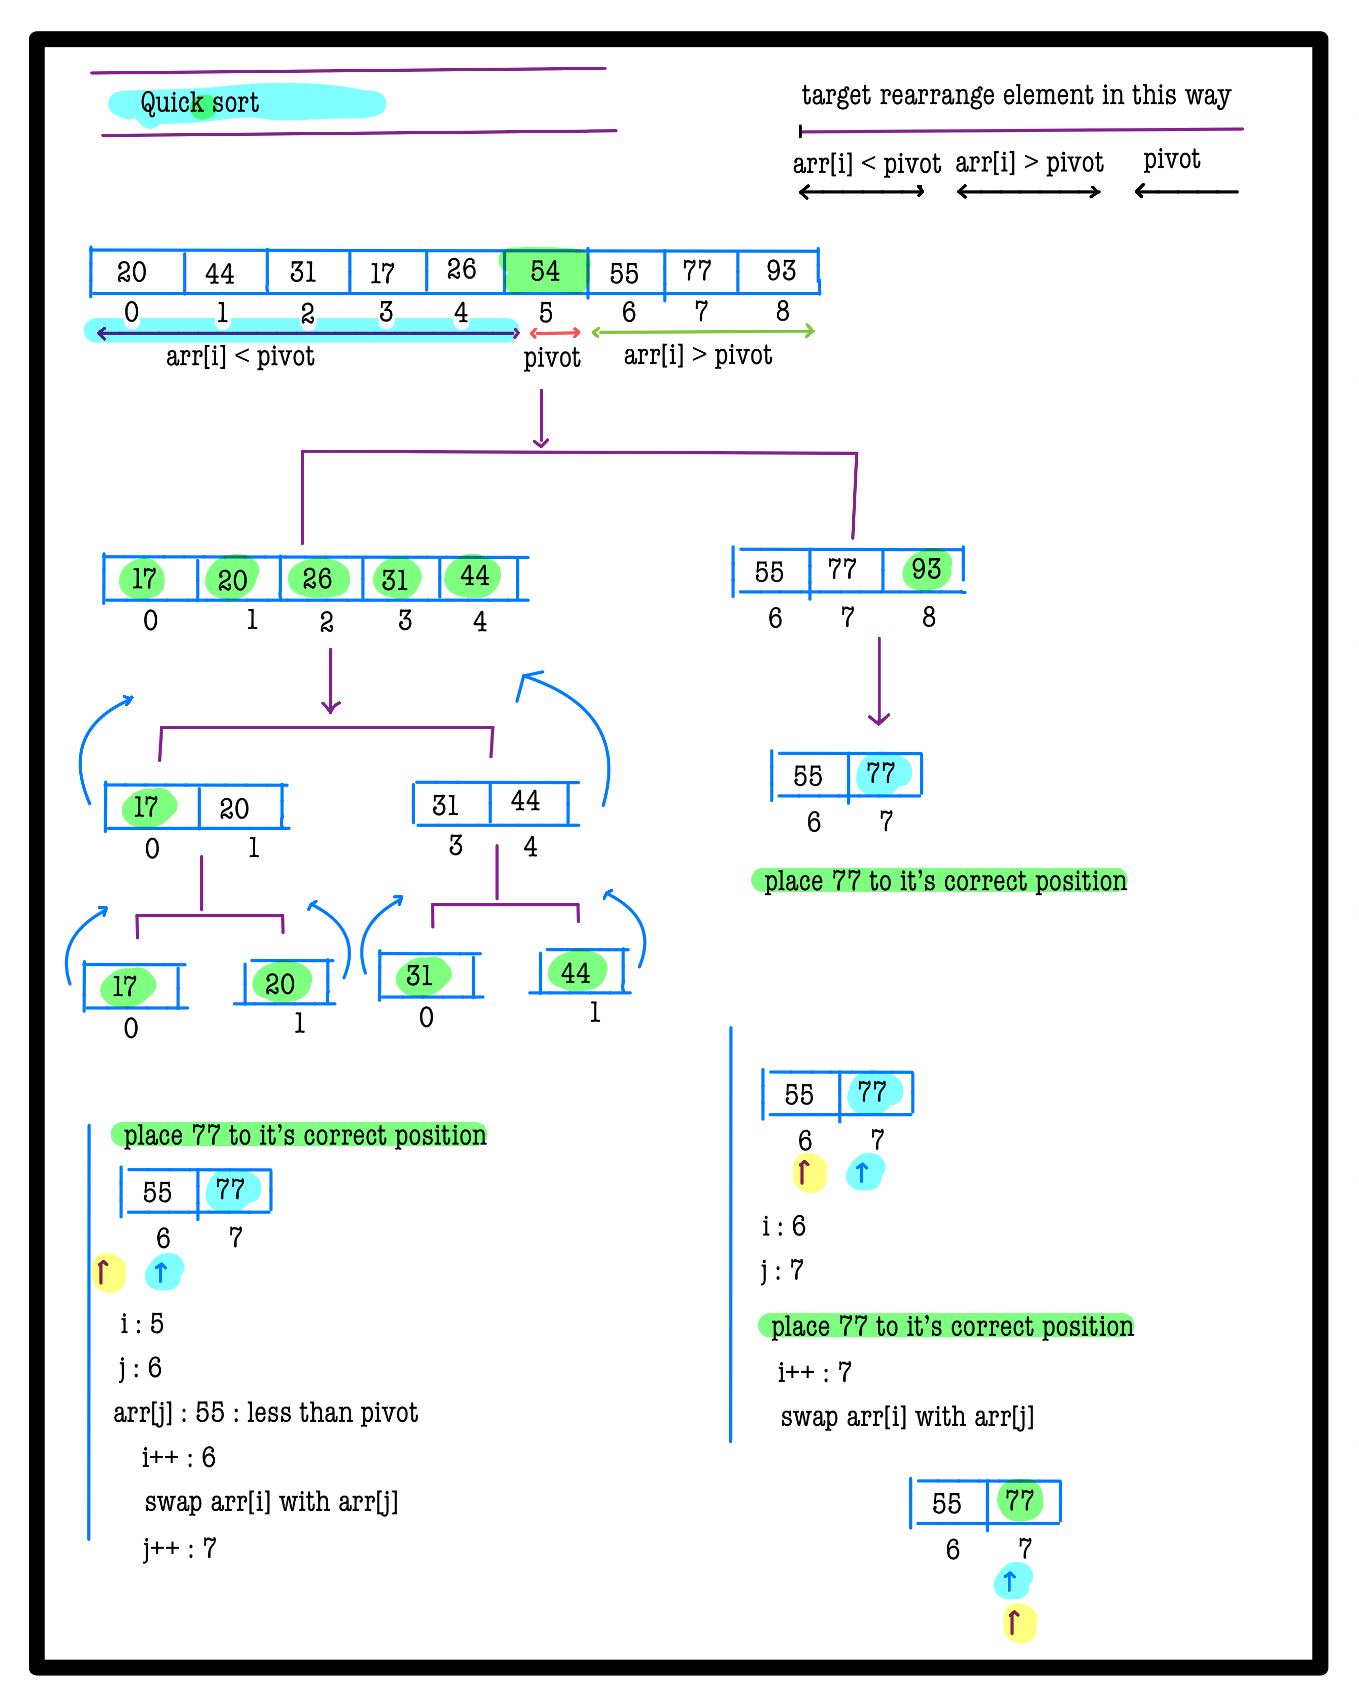 Quick sort
target rearrange element in this way
arr[i] < pivot arr[i] > pivot pivot
20 44 31 17 26 54 55 77 93
0 1 2 3 4 5 6 7 8
arr[i] < pivot pivot arr[i] > pivot
17 20 26 31 44
0 1 2 3 4
55 77 93
6 7 8
17 20
0 1
31 44
3 4
55 77
6 7
place 77 to it's correct position
17
0
20
1
31
0
44
1
place 77 to it's correct position
55 77
6 7
i : 5
j : 6
arr[j] : 55 : less than pivot
i++ : 6
swap arr[i] with arr[j]
j++ : 7
55 77
6 7
i : 6
j : 7
place 77 to it's correct position
i++ : 7
swap arr[i] with arr[j]
55 77
6 7